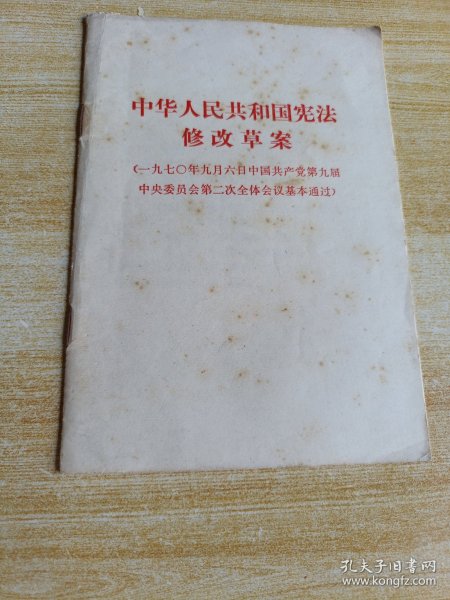 中华人民共和国宪法
修改草案
(一九七〇年九月六日中国共产党第九届
中央委员会第二次全体会议基本通过)
孔夫子旧书网
www.kongfz.com